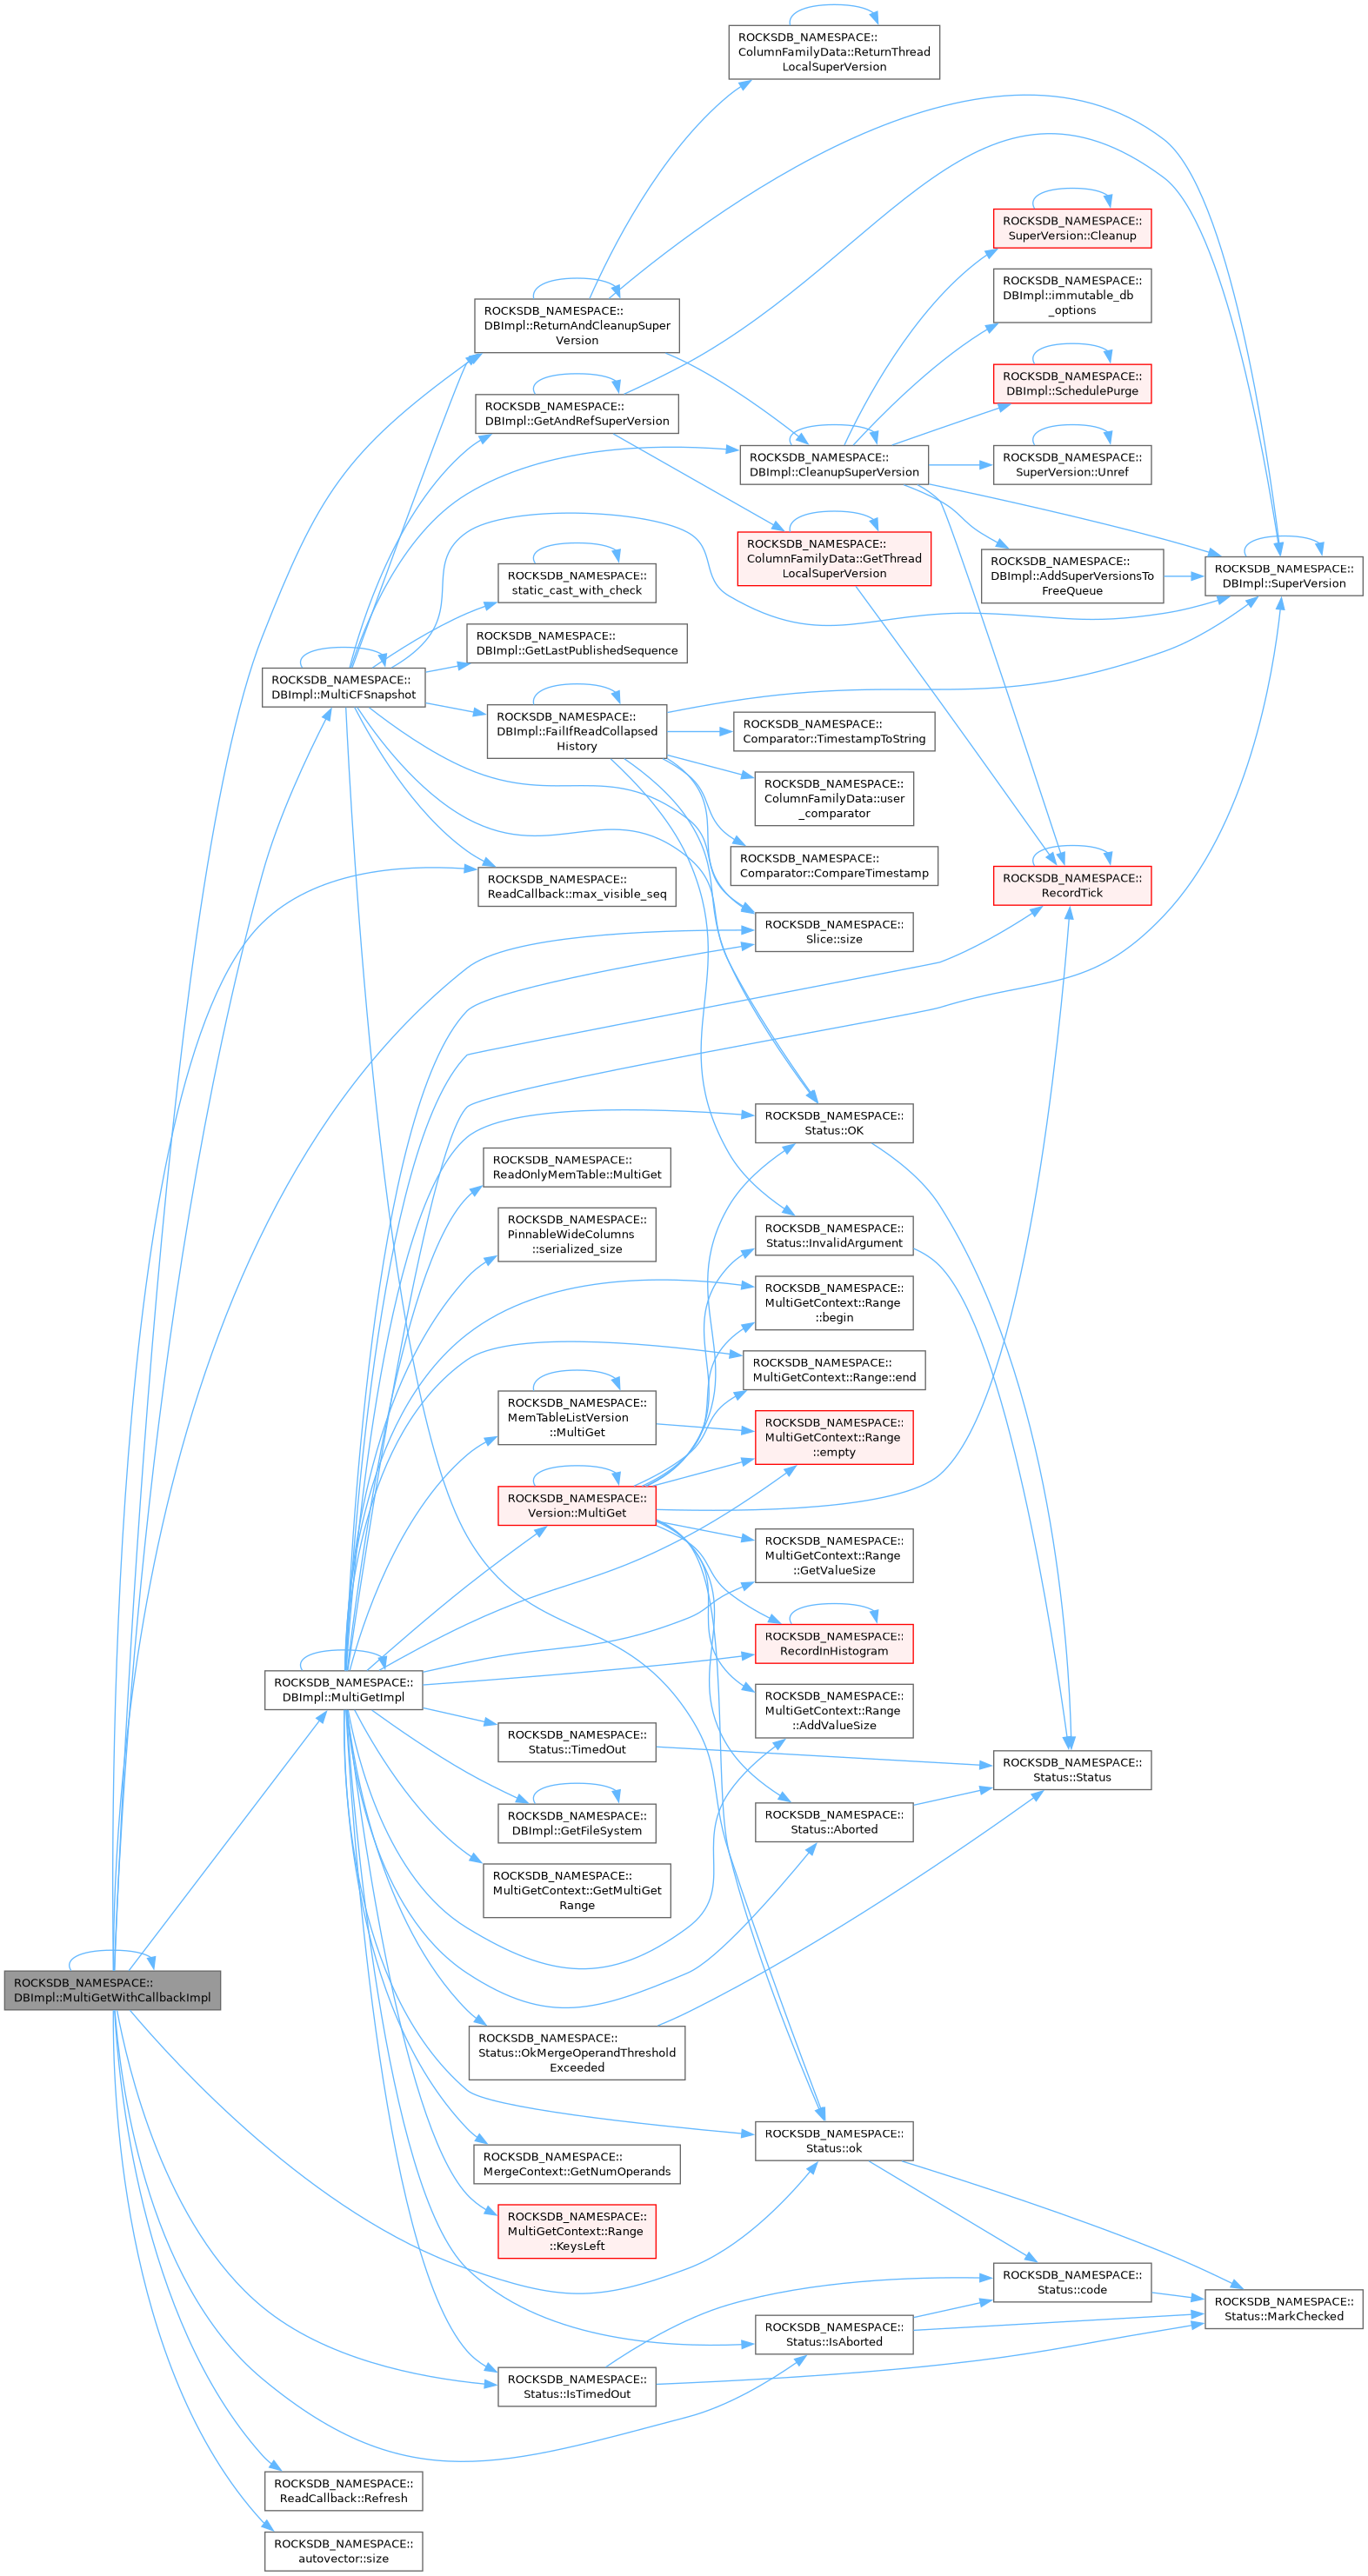 ROCKSDB_NAMESPACE::
ColumnFamilyData::ReturnThread
LocalSuperVersion
ROCKSDB_NAMESPACE::
SuperVersion::Cleanup
ROCKSDB_NAMESPACE::
DBImpl::immutable_db
_options
ROCKSDB_NAMESPACE::
DBImpl::ReturnAndCleanupSuper
Version
ROCKSDB_NAMESPACE::
DBImpl::SchedulePurge
ROCKSDB_NAMESPACE::
DBImpl::GetAndRefSuperVersion
ROCKSDB_NAMESPACE::
DBImpl::CleanupSuperVersion
ROCKSDB_NAMESPACE::
SuperVersion::Unref
ROCKSDB_NAMESPACE::
ColumnFamilyData::GetThread
LocalSuperVersion
ROCKSDB_NAMESPACE::
DBImpl::AddSuperVersionsTo
FreeQueue
ROCKSDB_NAMESPACE::
DBImpl::SuperVersion
ROCKSDB_NAMESPACE::
static_cast_with_check
ROCKSDB_NAMESPACE::
DBImpl::GetLastPublishedSequence
ROCKSDB_NAMESPACE::
DBImpl::MultiCFSnapshot
ROCKSDB_NAMESPACE::
DBImpl::FailIfReadCollapsed
History
ROCKSDB_NAMESPACE::
Comparator::TimestampToString
ROCKSDB_NAMESPACE::
ColumnFamilyData::user
_comparator
ROCKSDB_NAMESPACE::
Comparator::CompareTimestamp
ROCKSDB_NAMESPACE::
ReadCallback::max_visible_seq
ROCKSDB_NAMESPACE::
RecordTick
ROCKSDB_NAMESPACE::
Slice::size
ROCKSDB_NAMESPACE::
Status::OK
ROCKSDB_NAMESPACE::
ReadOnlyMemTable::MultiGet
ROCKSDB_NAMESPACE::
PinnableWideColumns
::serialized_size
ROCKSDB_NAMESPACE::
Status::InvalidArgument
ROCKSDB_NAMESPACE::
MultiGetContext::Range
::begin
ROCKSDB_NAMESPACE::
MultiGetContext::Range::end
ROCKSDB_NAMESPACE::
MemTableListVersion
::MultiGet
ROCKSDB_NAMESPACE::
MultiGetContext::Range
::empty
ROCKSDB_NAMESPACE::
Version::MultiGet
ROCKSDB_NAMESPACE::
MultiGetContext::Range
::GetValueSize
ROCKSDB_NAMESPACE::
RecordInHistogram
ROCKSDB_NAMESPACE::
DBImpl::MultiGetImpl
ROCKSDB_NAMESPACE::
MultiGetContext::Range
::AddValueSize
ROCKSDB_NAMESPACE::
Status::TimedOut
ROCKSDB_NAMESPACE::
Status::Status
ROCKSDB_NAMESPACE::
DBImpl::GetFileSystem
ROCKSDB_NAMESPACE::
Status::Aborted
ROCKSDB_NAMESPACE::
MultiGetContext::GetMultiGet
Range
ROCKSDB_NAMESPACE::
DBImpl::MultiGetWithCallbackImpl
ROCKSDB_NAMESPACE::
Status::OkMergeOperandThreshold
Exceeded
ROCKSDB_NAMESPACE::
Status::ok
ROCKSDB_NAMESPACE::
MergeContext::GetNumOperands
ROCKSDB_NAMESPACE::
MultiGetContext::Range
::KeysLeft
ROCKSDB_NAMESPACE::
Status::code
ROCKSDB_NAMESPACE::
Status::MarkChecked
ROCKSDB_NAMESPACE::
Status::IsAborted
ROCKSDB_NAMESPACE::
Status::IsTimedOut
ROCKSDB_NAMESPACE::
ReadCallback::Refresh
ROCKSDB_NAMESPACE::
autovector::size